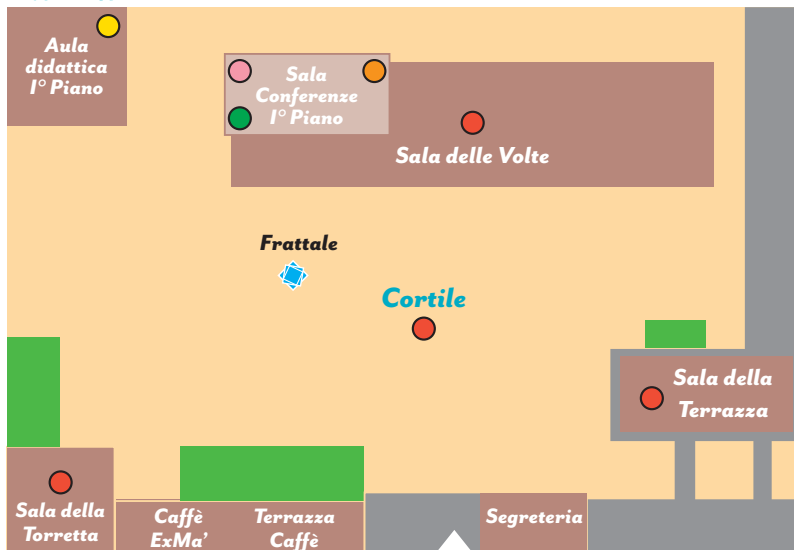 Aula
didattica
I° Piano
Sala
Conferenze
I° Piano
Sala delle Volte
Frattale
Cortile
Sala della
Terrazza
Sala della
Torretta
Caffè
ExMa'
Terrazza
Caffè
Segreteria